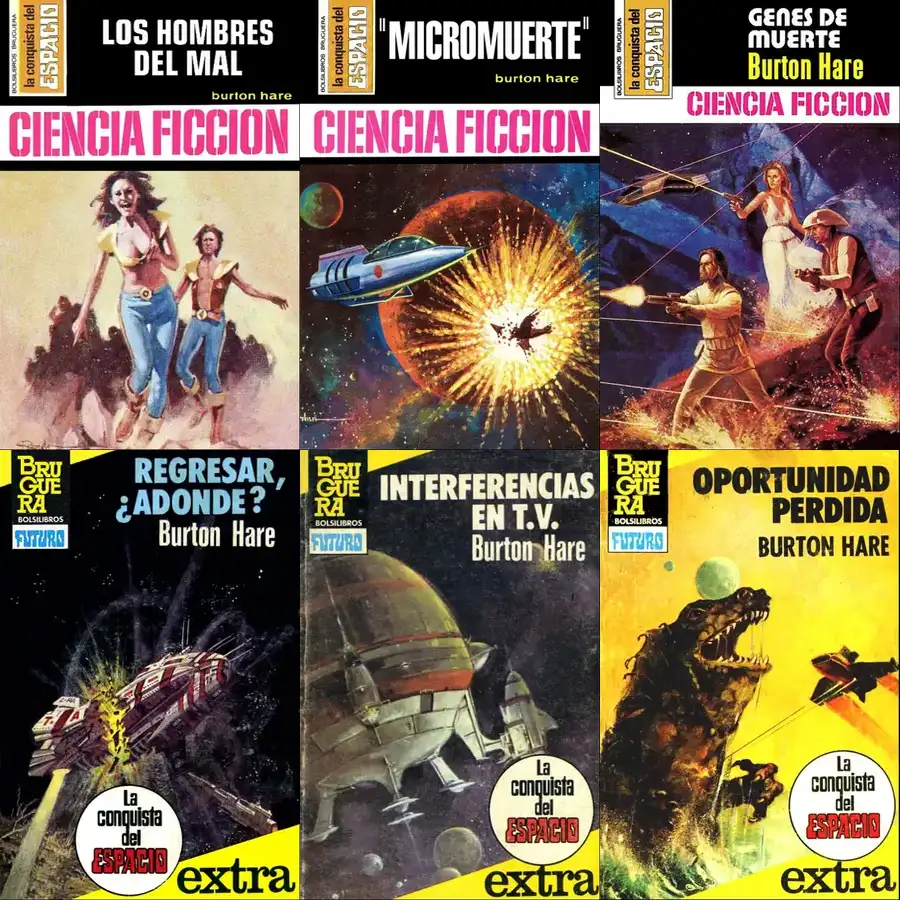 BOLSILIBROS BRUGUERA
la conquista del
ESPACIO
LOS HOMBRES
DEL MAL
burton hare
CIENCIA FICCION
BOLSILIBROS BRUGUERA
la conquista del
ESPACIO
"MICROMUERTE"
burton hare
CIENCIA FICCION
BOLSILIBROS BRUGUERA
la conquista del
ESPACIO
GENES DE
MUERTE
Burton Hare
CIENCIA FICCION
BRU
GUE
RA
BOLSILIBROS
FUTURO
REGRESAR,
¿ADONDE?
Burton Hare
La
conquista
del
ESPACIO
extra
BRU
GUE
RA
BOLSILIBROS
FUTURO
INTERFERENCIAS
EN T.V.
Burton Hare
La
conquista
del
ESPACIO
extra
BRU
GUE
RA
BOLSILIBROS
FUTURO
OPORTUNIDAD
PERDIDA
BURTON HARE
La
conquista
del
ESPACIO
extra